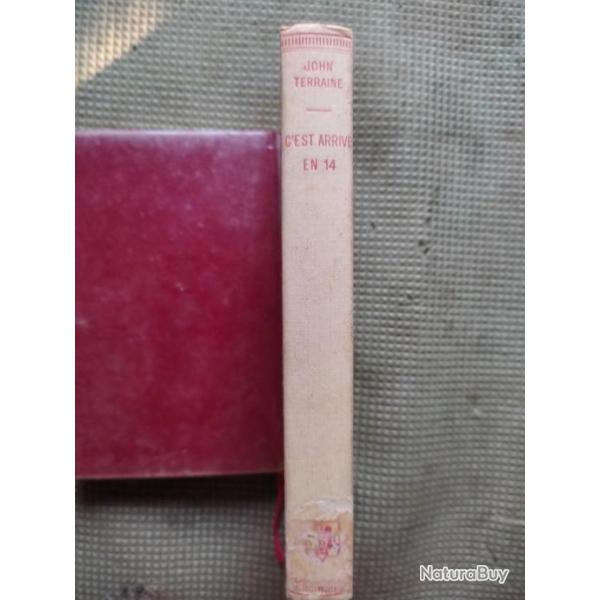 JOHN
TERRAINE
C'EST ARRIVÉ
EN 14
NaturaBuy